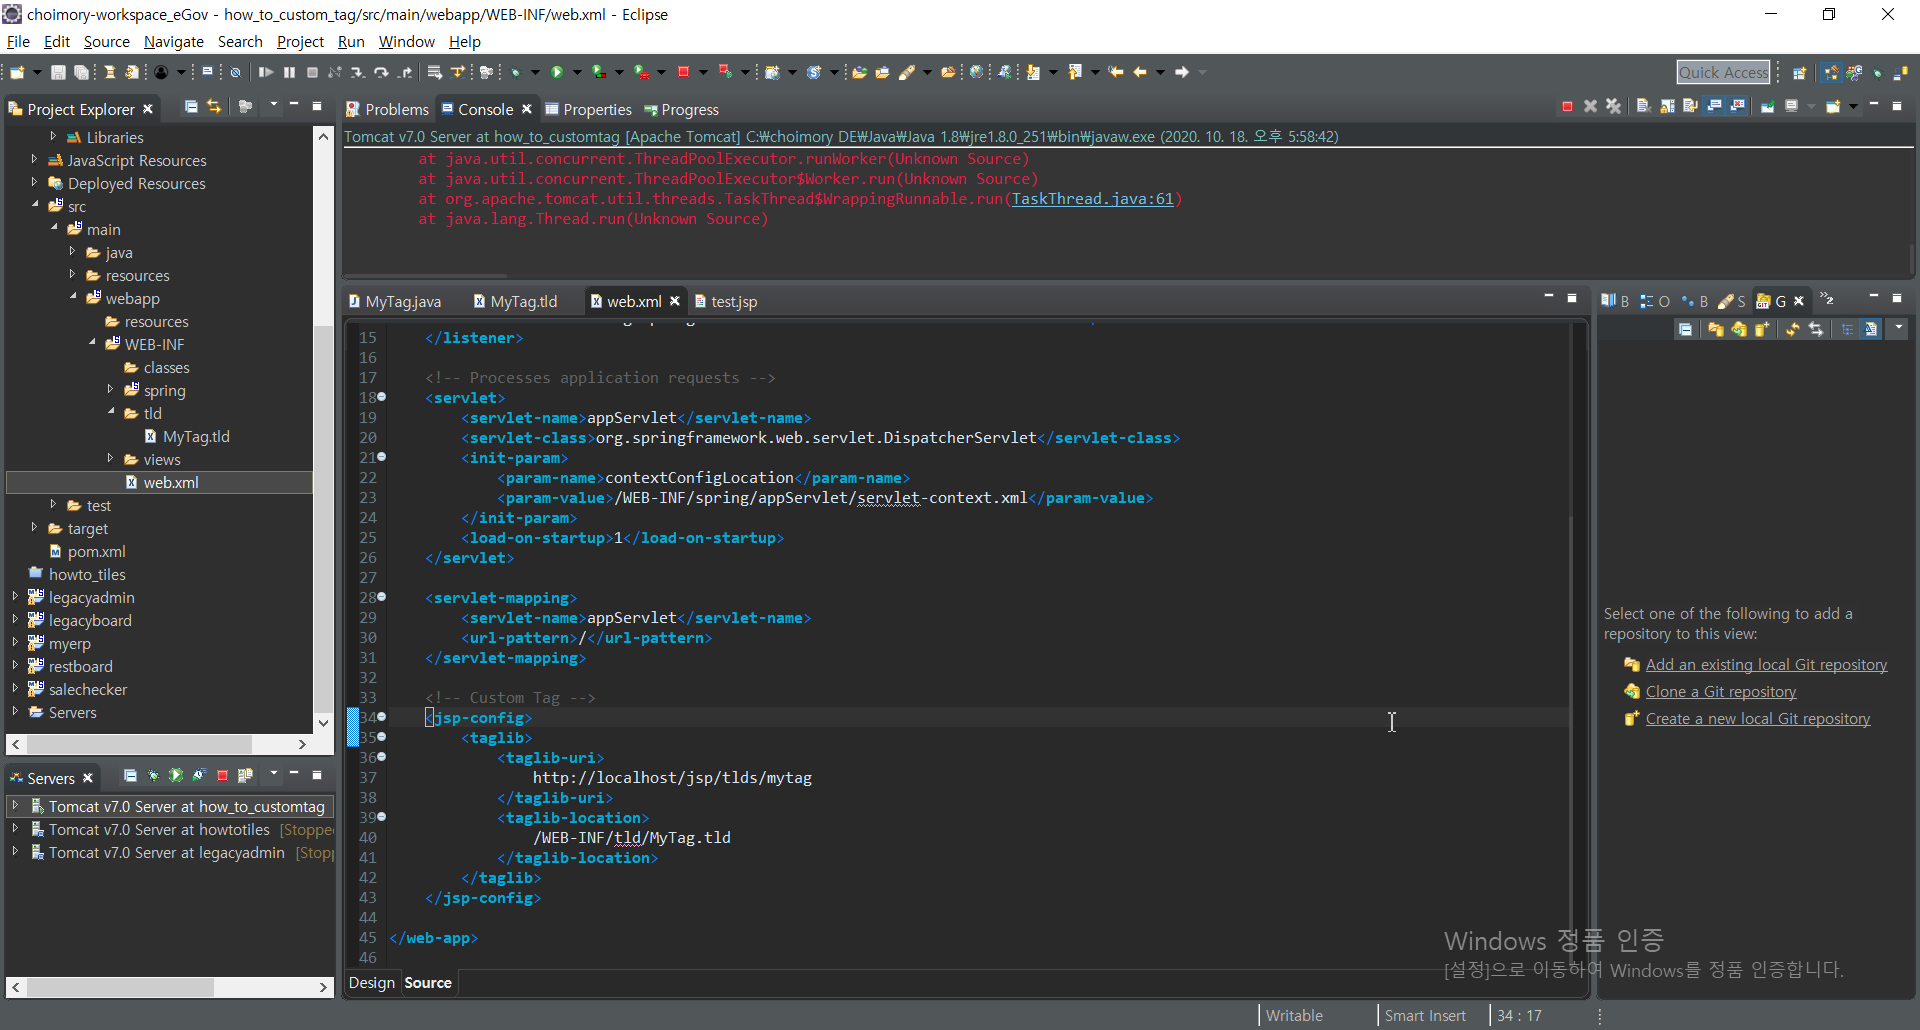 choimory-workspace_eGov - how_to_custom_tag/src/main/webapp/WEB-INF/web.xml - Eclipse
File Edit Source Navigate Search Project Run Window Help
Quick Access
Project Explorer
Libraries
JavaScript Resources
Deployed Resources
src
main
java
resources
webapp
resources
WEB-INF
classes
spring
tld
MyTag.tld
views
web.xml
test
target
pom.xml
howto_tiles
legacyadmin
legacyboard
myerp
restboard
salechecker
Servers
Servers
Tomcat v7.0 Server at how_to_customtag
Tomcat v7.0 Server at howtotiles [Stoppe
Tomcat v7.0 Server at legacyadmin [Stop
Problems Console Properties Progress
Tomcat v7.0 Server at how_to_customtag [Apache Tomcat] C:₩choimory DE₩Java₩Java 1.8₩jre1.8.0_251₩bin₩javaw.exe (2020. 10. 18. 오후 5:58:42)
at java.util.concurrent.ThreadPoolExecutor.runWorker(Unknown Source)
at java.util.concurrent.ThreadPoolExecutor$Worker.run(Unknown Source)
at org.apache.tomcat.util.threads.TaskThread$WrappingRunnable.run(TaskThread.java:61)
at java.lang.Thread.run(Unknown Source)
MyTag.java MyTag.tld web.xml test.jsp
15 </listener>
16
17 <!-- Processes application requests -->
18 <servlet>
19 <servlet-name>appServlet</servlet-name>
20 <servlet-class>org.springframework.web.servlet.DispatcherServlet</servlet-class>
21 <init-param>
22 <param-name>contextConfigLocation</param-name>
23 <param-value>/WEB-INF/spring/appServlet/servlet-context.xml</param-value>
24 </init-param>
25 <load-on-startup>1</load-on-startup>
26 </servlet>
27
28 <servlet-mapping>
29 <servlet-name>appServlet</servlet-name>
30 <url-pattern>/</url-pattern>
31 </servlet-mapping>
32
33 <!-- Custom Tag -->
34 <jsp-config>
35 <taglib>
36 <taglib-uri>
37 http://localhost/jsp/tlds/mytag
38 </taglib-uri>
39 <taglib-location>
40 /WEB-INF/tld/MyTag.tld
41 </taglib-location>
42 </taglib>
43 </jsp-config>
44
45 </web-app>
46
Design Source
B O B S G »2
Select one of the following to add a
repository to this view:
Add an existing local Git repository
Clone a Git repository
Create a new local Git repository
Windows 정품 인증
[설정]으로 이동하여 Windows를 정품 인증합니다.
Writable Smart Insert 34 : 17